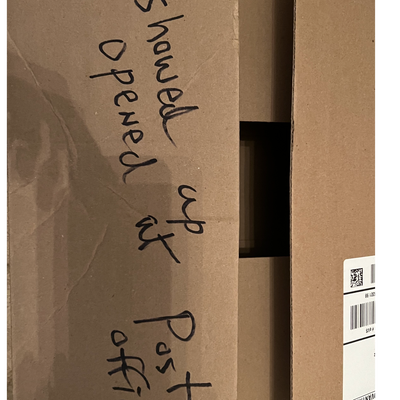 showed up Post
opened at offi